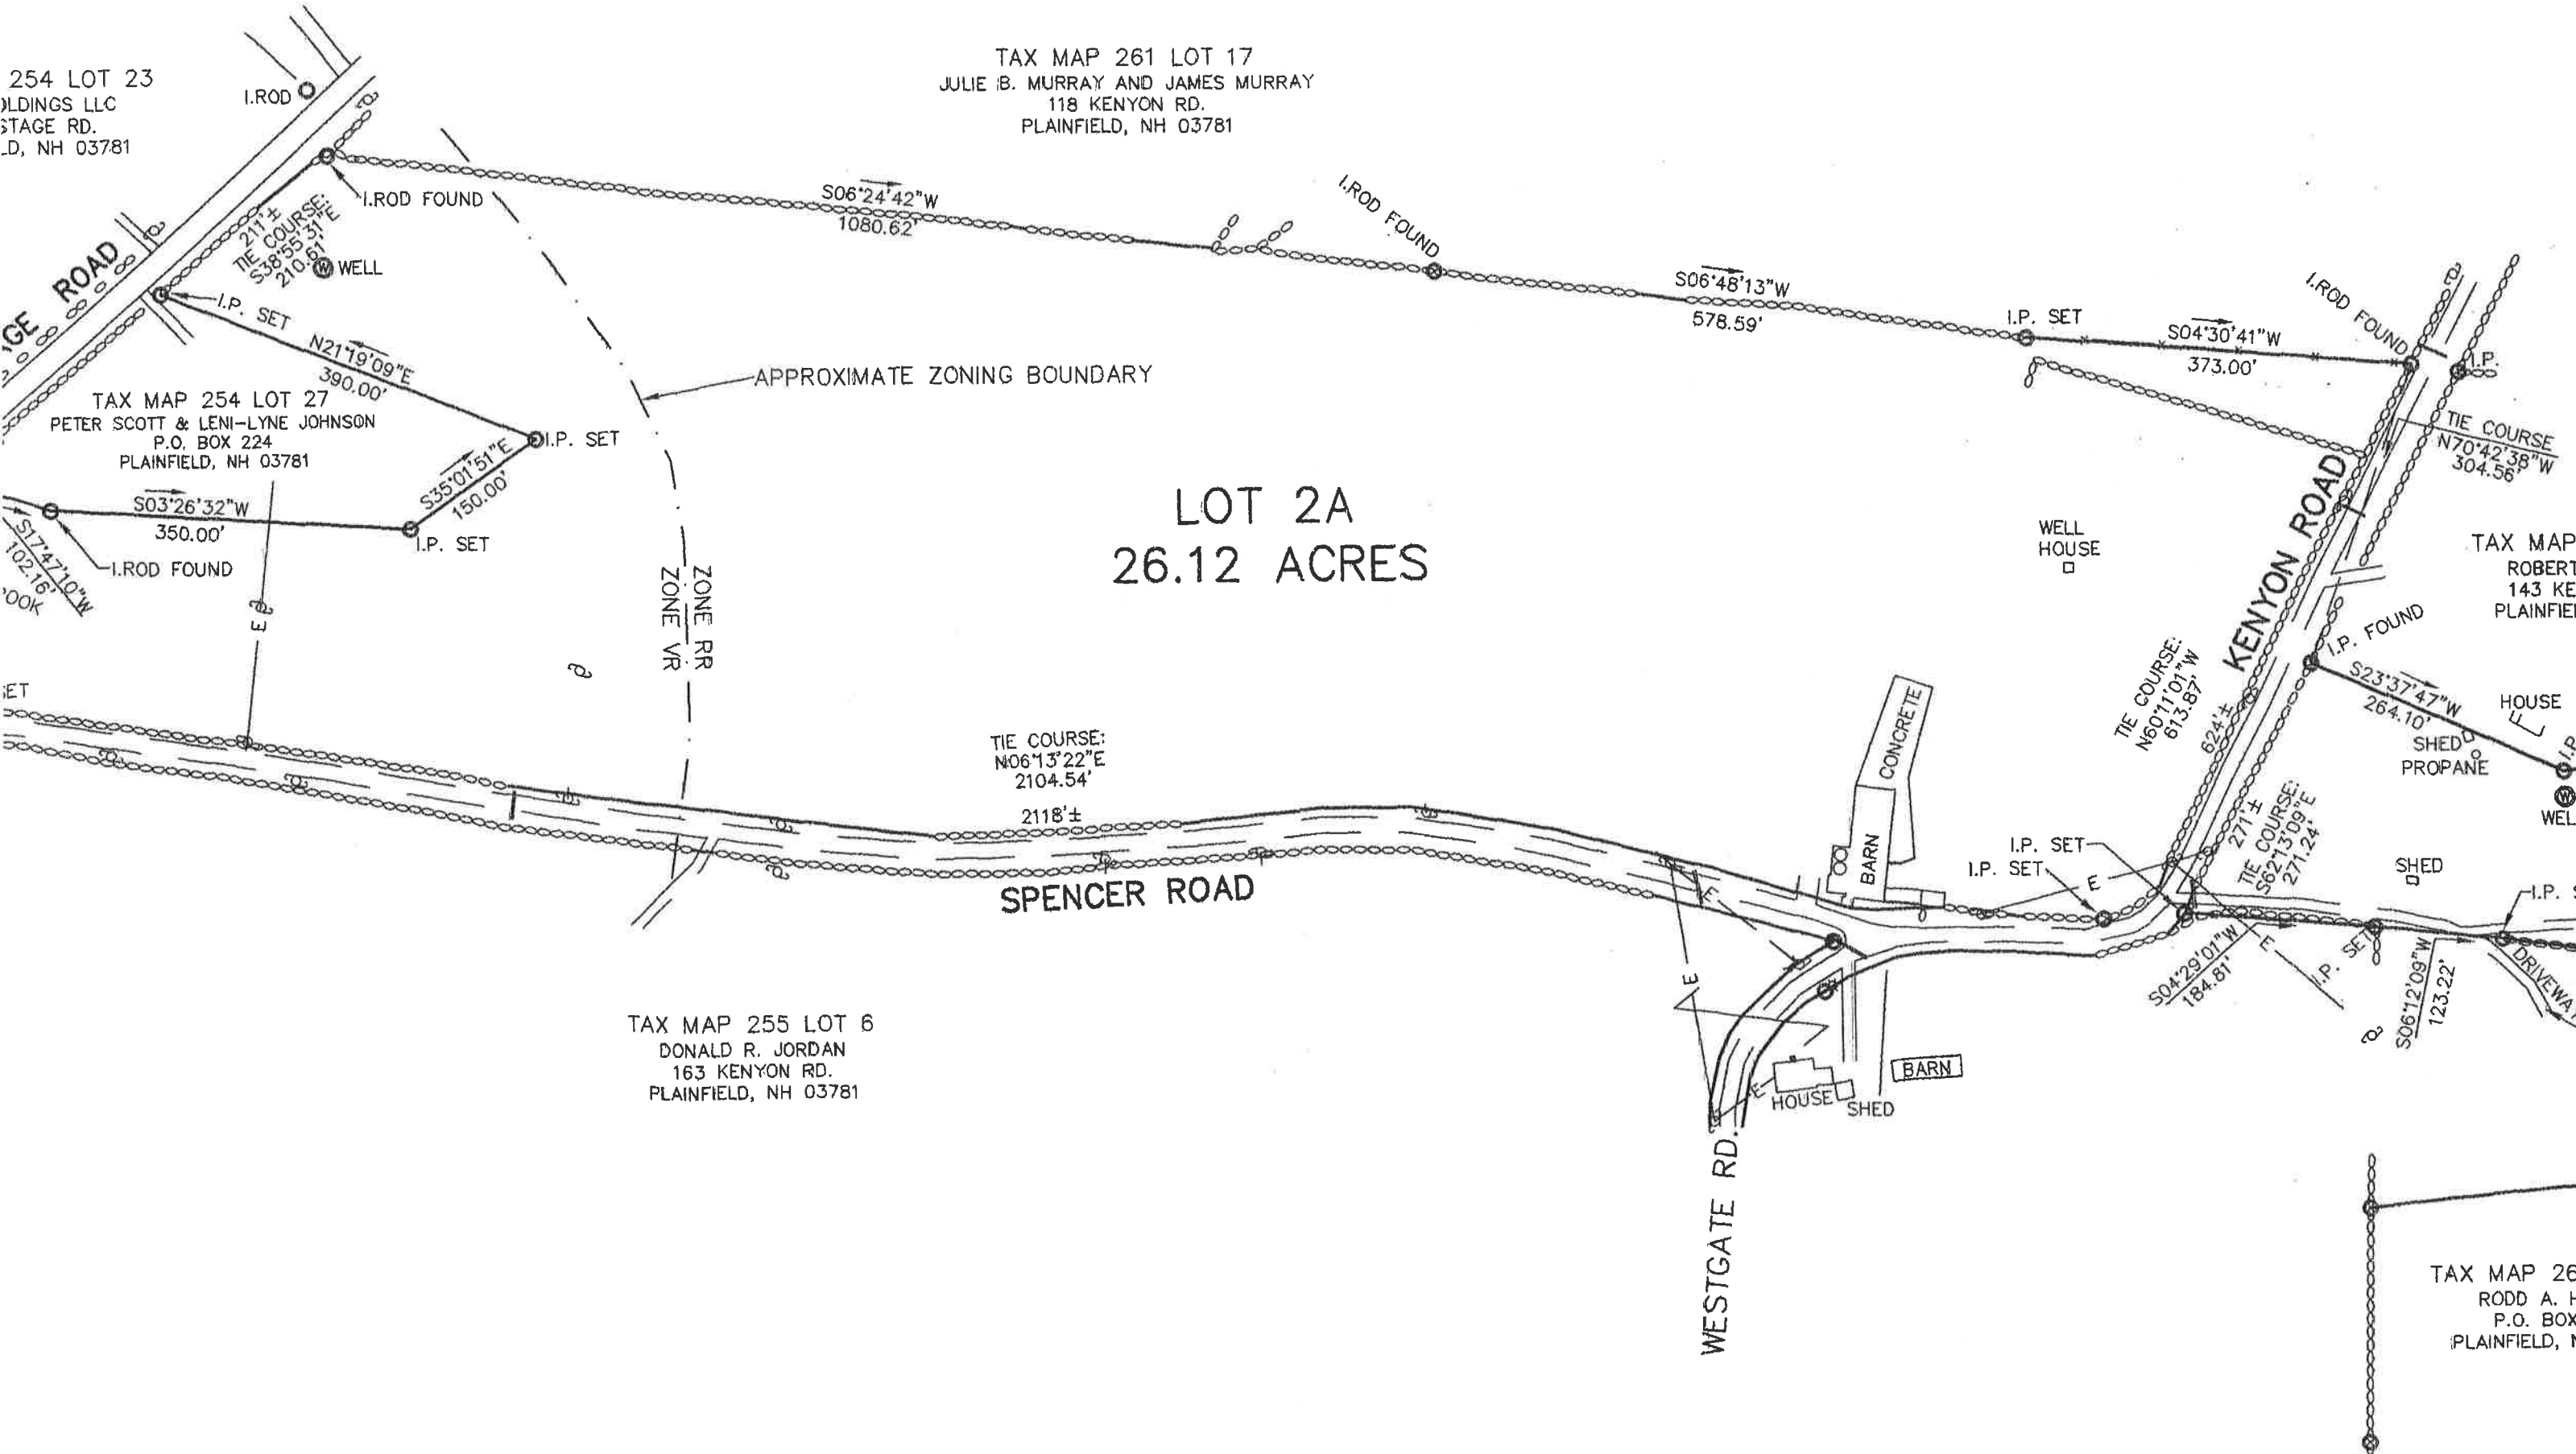 254 LOT 23
OLDINGS LLC
STAGE RD.
D, NH 03781
I.ROD
TAX MAP 261 LOT 17
JULIE B. MURRAY AND JAMES MURRAY
118 KENYON RD.
PLAINFIELD, NH 03781
I.ROD FOUND
211'±
TIE COURSE:
S38°55'31"E
210.61'
WELL
GE ROAD
I.P. SET
N21°19'09"E
390.00'
S06°24'42"W
1080.62'
I.ROD FOUND
S06°48'13"W
578.59'
I.P. SET
S04°30'41"W
373.00'
I.ROD FOUND
I.P.
TIE COURSE
N70°42'38"W
304.56'
APPROXIMATE ZONING BOUNDARY
TAX MAP 254 LOT 27
PETER SCOTT & LENI-LYNE JOHNSON
P.O. BOX 224
PLAINFIELD, NH 03781
I.P. SET
S35°01'51"E
150.00'
S03°26'32"W
350.00'
I.P. SET
I.ROD FOUND
S17°47'10"W
102.16'
OOK
E
LOT 2A
26.12 ACRES
ZONE RR
ZONE VR
WELL
HOUSE
KENYON ROAD
TAX MAP
ROBERT
143 KE
PLAINFIE
I.P. FOUND
S23°37'47"W
264.10'
HOUSE
SHED
PROPANE
I.P.
WEL
TIE COURSE:
N60°11'01"W
613.87'
624'±
271'±
TIE COURSE:
S62°13'09"E
271.24'
SET
TIE COURSE:
N06°13'22"E
2104.54'
2118'±
SPENCER ROAD
CONCRETE
BARN
I.P. SET
I.P. SET
E
SHED
I.P. S
E
E
E
S04°29'01"W
184.81'
I.P. SET
S06°12'09"W
123.22'
DRIVEWA
TAX MAP 255 LOT 6
DONALD R. JORDAN
163 KENYON RD.
PLAINFIELD, NH 03781
E
HOUSE
SHED
BARN
WESTGATE RD.
TAX MAP 26
RODD A. H
P.O. BOX
PLAINFIELD, N